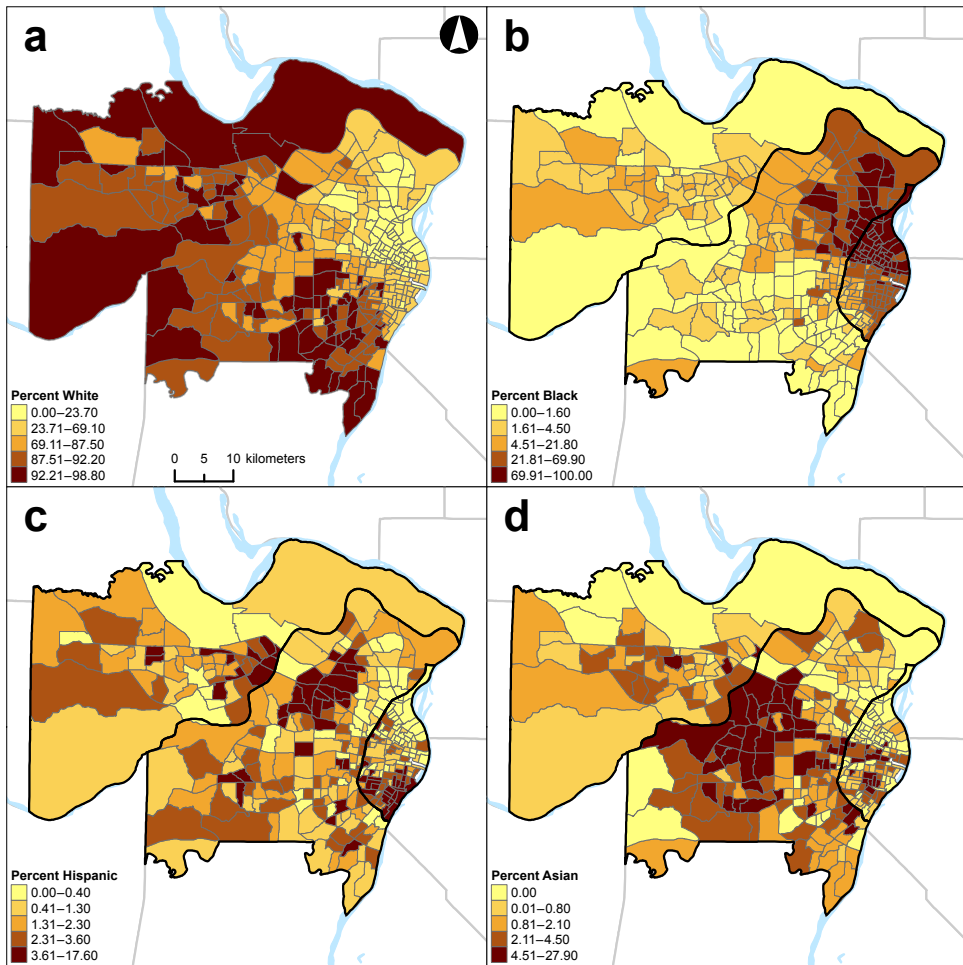 a
Percent White
0.00–23.70
23.71–69.10
69.11–87.50
87.51–92.20
92.21–98.80
0 5 10 kilometers
b
Percent Black
0.00–1.60
1.61–4.50
4.51–21.80
21.81–69.90
69.91–100.00
c
Percent Hispanic
0.00–0.40
0.41–1.30
1.31–2.30
2.31–3.60
3.61–17.60
d
Percent Asian
0.00
0.01–0.80
0.81–2.10
2.11–4.50
4.51–27.90